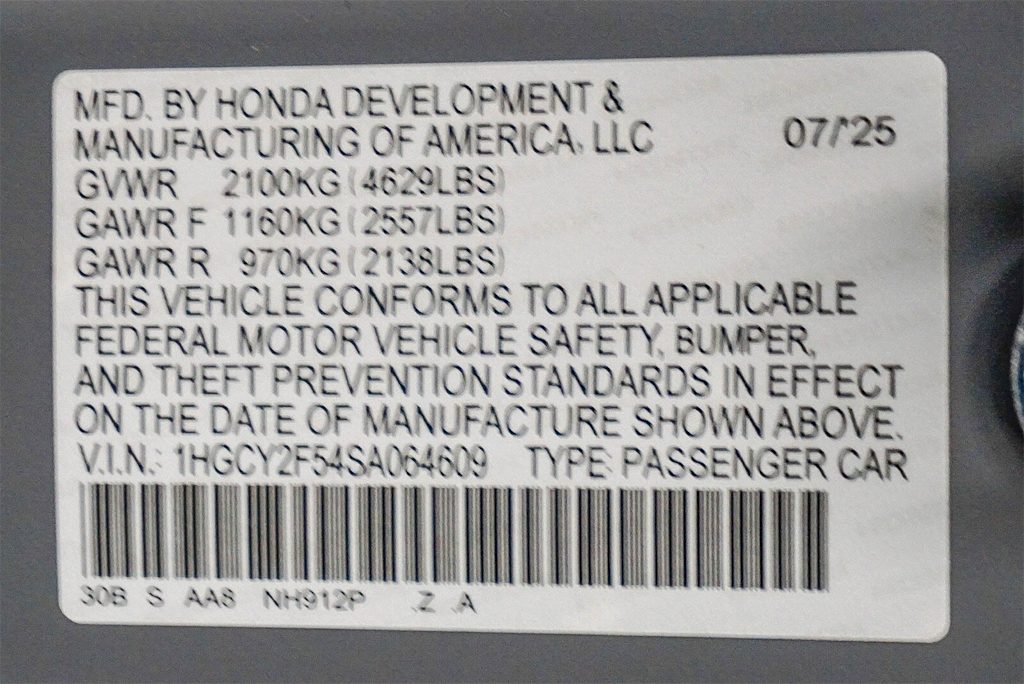 MFD. BY HONDA DEVELOPMENT &
MANUFACTURING OF AMERICA, LLC 07/'25
GVWR 2100KG (4629LBS)
GAWR F 1160KG (2557LBS)
GAWR R 970KG (2138LBS)
THIS VEHICLE CONFORMS TO ALL APPLICABLE
FEDERAL MOTOR VEHICLE SAFETY, BUMPER,
AND THEFT PREVENTION STANDARDS IN EFFECT
ON THE DATE OF MANUFACTURE SHOWN ABOVE.
V.I.N.: 1HGCY2F54SA064609 TYPE: PASSENGER CAR
30B S AA8 NH912P .Z .A